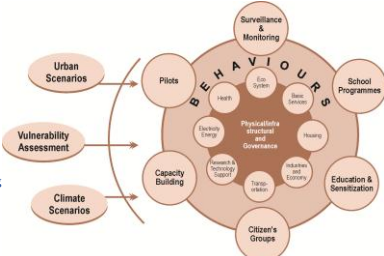 Surveillance
&
Monitoring
Urban
Scenarios
Pilots
School
Programmes
BEHAVIOURS
Eco
System
Health
Basic
Services
Vulnerability
Assessment
Electricity
Energy
Physical/Infra
structural
and
Governance
Housing
Research &
Technology
Support
Industries
and
Economy
Transp-
ortation
Capacity
Building
Education &
Sensitization
Climate
Scenarios
Citizen's
Groups